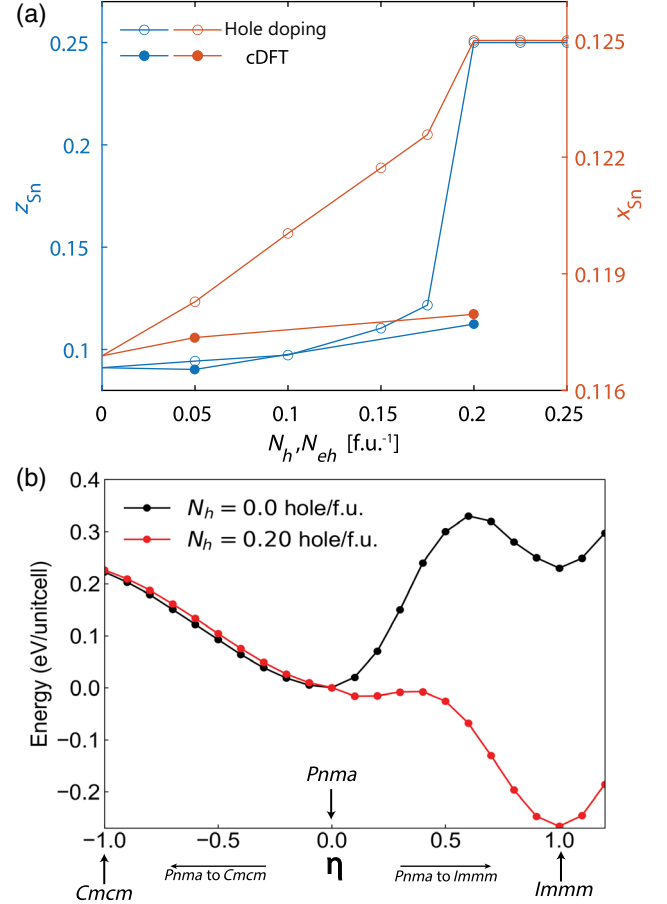 (a)
Hole doping
cDFT
0.25
0.2
0.15
0.1
z_Sn
0.125
0.122
0.119
0.116
x_Sn
0 0.05 0.1 0.15 0.2 0.25
N_h, N_eh [f.u.⁻¹]
(b)
N_h = 0.0 hole/f.u.
N_h = 0.20 hole/f.u.
0.4
0.3
0.2
0.1
0.0
−0.1
−0.2
Energy (eV/unitcell)
Pnma
−1.0 −0.5 0.0 0.5 1.0
η
Pnma to Cmcm Pnma to Immm
Cmcm Immm